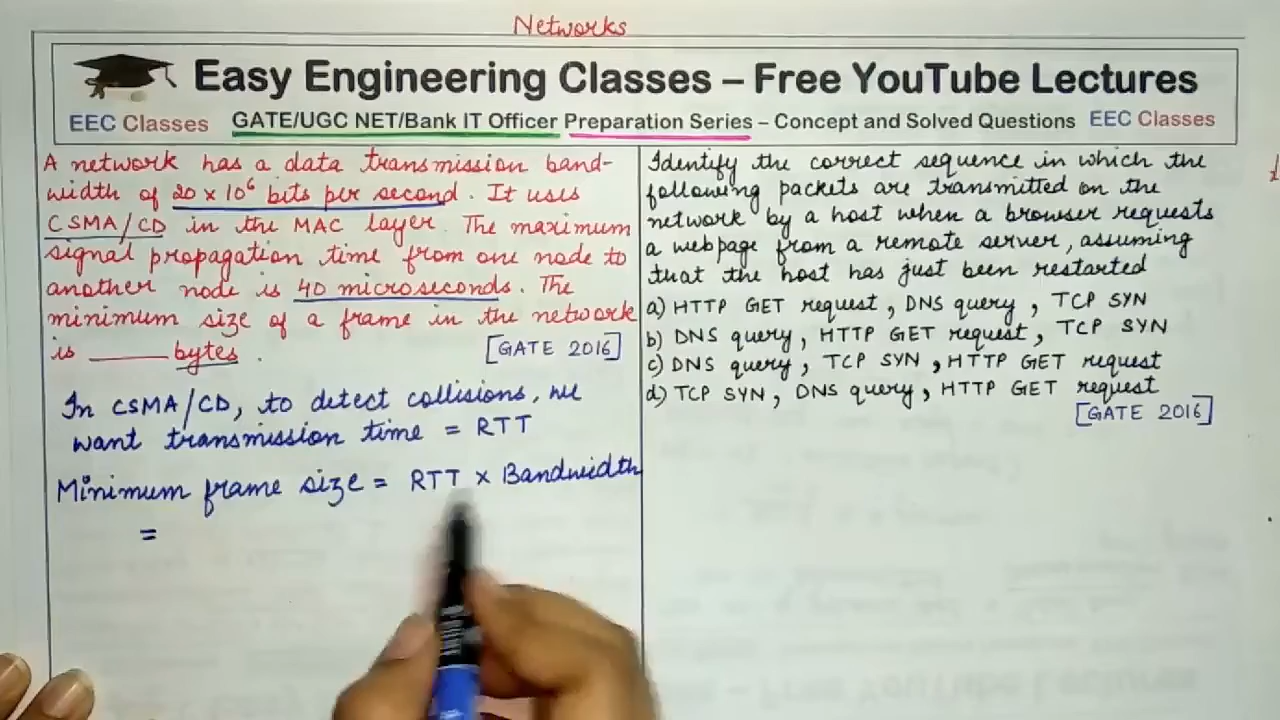 Networks
Easy Engineering Classes – Free YouTube Lectures
EEC Classes GATE/UGC NET/Bank IT Officer Preparation Series – Concept and Solved Questions EEC Classes
A network has a data transmission band-
width of 20 x 10⁶ bits per second. It uses
CSMA/CD in the MAC layer. The maximum
signal propagation time from one node to
another node is 40 microseconds. The
minimum size of a frame in the network
is ______ bytes.
[GATE 2016]
In CSMA/CD, to detect collisions, we
want transmission time = RTT
Minimum frame size = RTT x Bandwidth
=
Identify the correct sequence in which the
following packets are transmitted on the
network by a host when a browser requests
a webpage from a remote server, assuming
that the host has just been restarted
a) HTTP GET request, DNS query, TCP SYN
b) DNS query, HTTP GET request, TCP SYN
c) DNS query, TCP SYN, HTTP GET request
d) TCP SYN, DNS query, HTTP GET request
[GATE 2016]